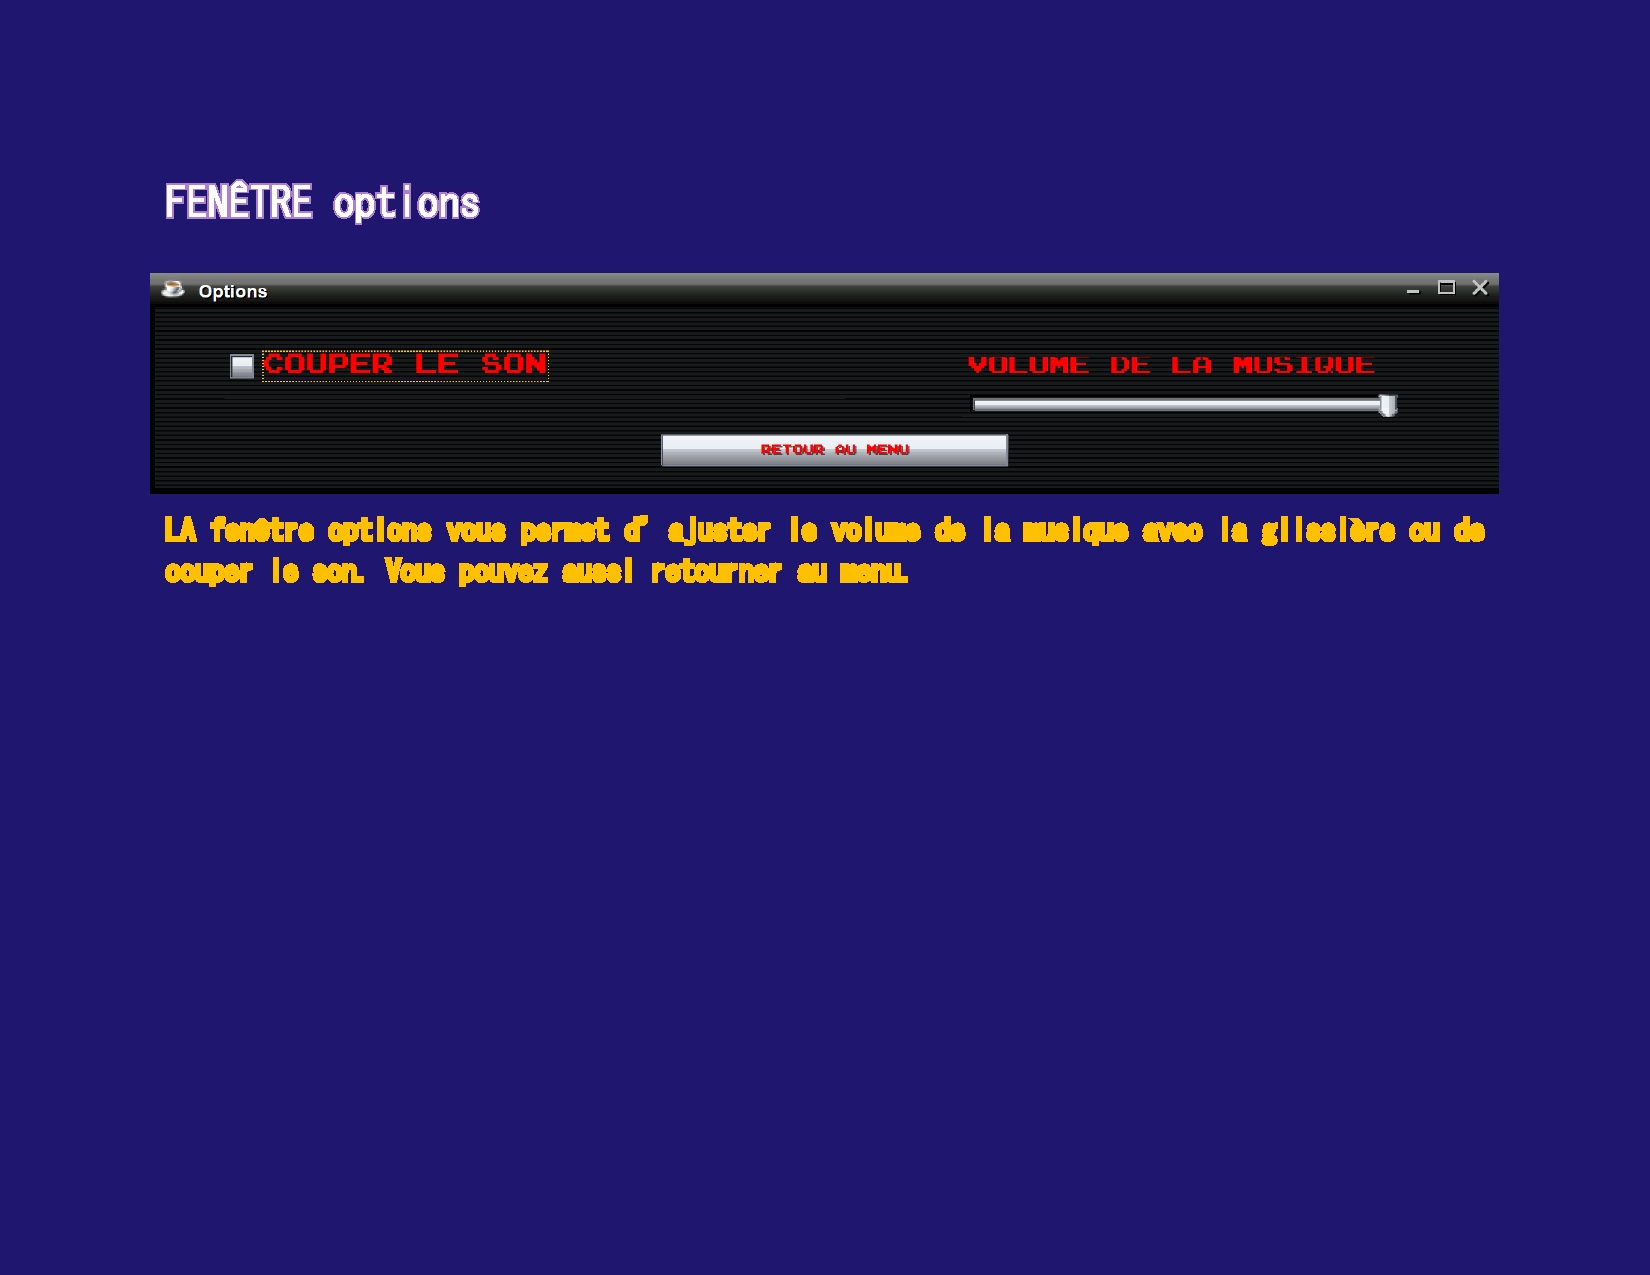 FENÊTRE options
Options
COUPER LE SON
VOLUME DE LA MUSIQUE
RETOUR AU MENU
LA fenêtre options vous permet d’ajuster le volume de la musique avec la glissière ou de
couper le son. Vous pouvez aussi retourner au menu.